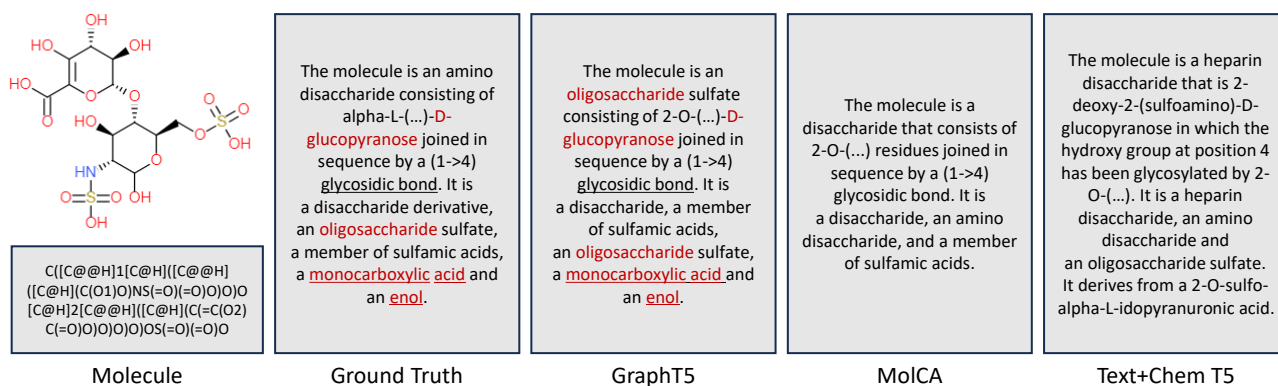 OH
OH
HO
OH
HO
O
O
O
OH
O
O
S
O
O
OH
HO
O
HN
OH
O
S
O
OH
C([C@@H]1[C@H]([C@@H]
([C@H](C(O1)O)NS(=O)(=O)O)O)O
[C@H]2[C@@H]([C@H](C(=C(O2)
C(=O)O)O)O)O)OS(=O)(=O)O
Molecule
The molecule is an amino
disaccharide consisting of
alpha-L-(...)-D-
glucopyranose joined in
sequence by a (1->4)
glycosidic bond. It is
a disaccharide derivative,
an oligosaccharide sulfate,
a member of sulfamic acids,
a monocarboxylic acid and
an enol.
Ground Truth
The molecule is an
oligosaccharide sulfate
consisting of 2-O-(...)-D-
glucopyranose joined in
sequence by a (1->4)
glycosidic bond. It is
a disaccharide, a member
of sulfamic acids,
an oligosaccharide sulfate,
a monocarboxylic acid and
an enol.
GraphT5
The molecule is a
disaccharide that consists of
2-O-(...) residues joined in
sequence by a (1->4)
glycosidic bond. It is
a disaccharide, an amino
disaccharide, and a member
of sulfamic acids.
MolCA
The molecule is a heparin
disaccharide that is 2-
deoxy-2-(sulfoamino)-D-
glucopyranose in which the
hydroxy group at position 4
has been glycosylated by 2-
O-(...). It is a heparin
disaccharide, an amino
disaccharide and
an oligosaccharide sulfate.
It derives from a 2-O-sulfo-
alpha-L-idopyranuronic acid.
Text+Chem T5